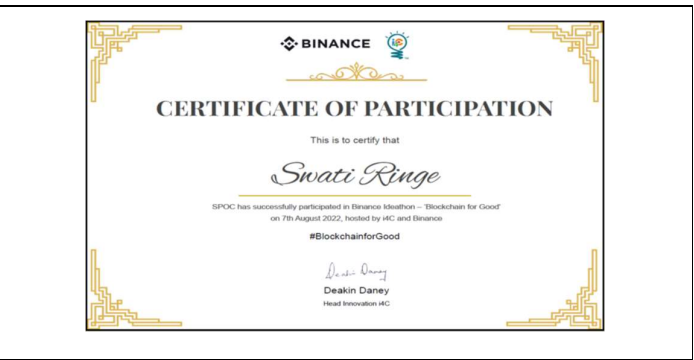 BINANCE i4C
CERTIFICATE OF PARTICIPATION
This is to certify that
Swati Ringe
SPOC has successfully participated in Binance Ideathon – 'Blockchain for Good'
on 7th August 2022, hosted by i4C and Binance
#BlockchainforGood
Deakin Daney
Deakin Daney
Head Innovation i4C